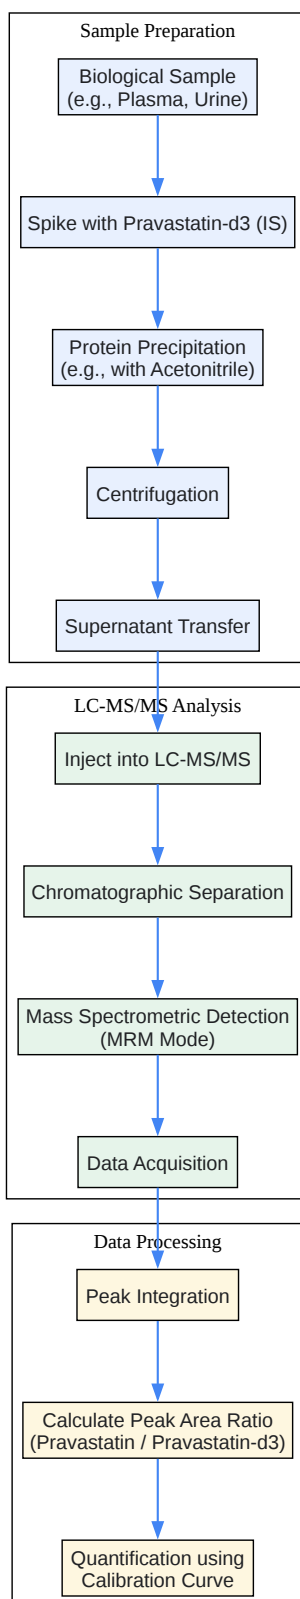 Sample Preparation
Biological Sample
(e.g., Plasma, Urine)
Spike with Pravastatin-d3 (IS)
Protein Precipitation
(e.g., with Acetonitrile)
Centrifugation
Supernatant Transfer
LC-MS/MS Analysis
Inject into LC-MS/MS
Chromatographic Separation
Mass Spectrometric Detection
(MRM Mode)
Data Acquisition
Data Processing
Peak Integration
Calculate Peak Area Ratio
(Pravastatin / Pravastatin-d3)
Quantification using
Calibration Curve